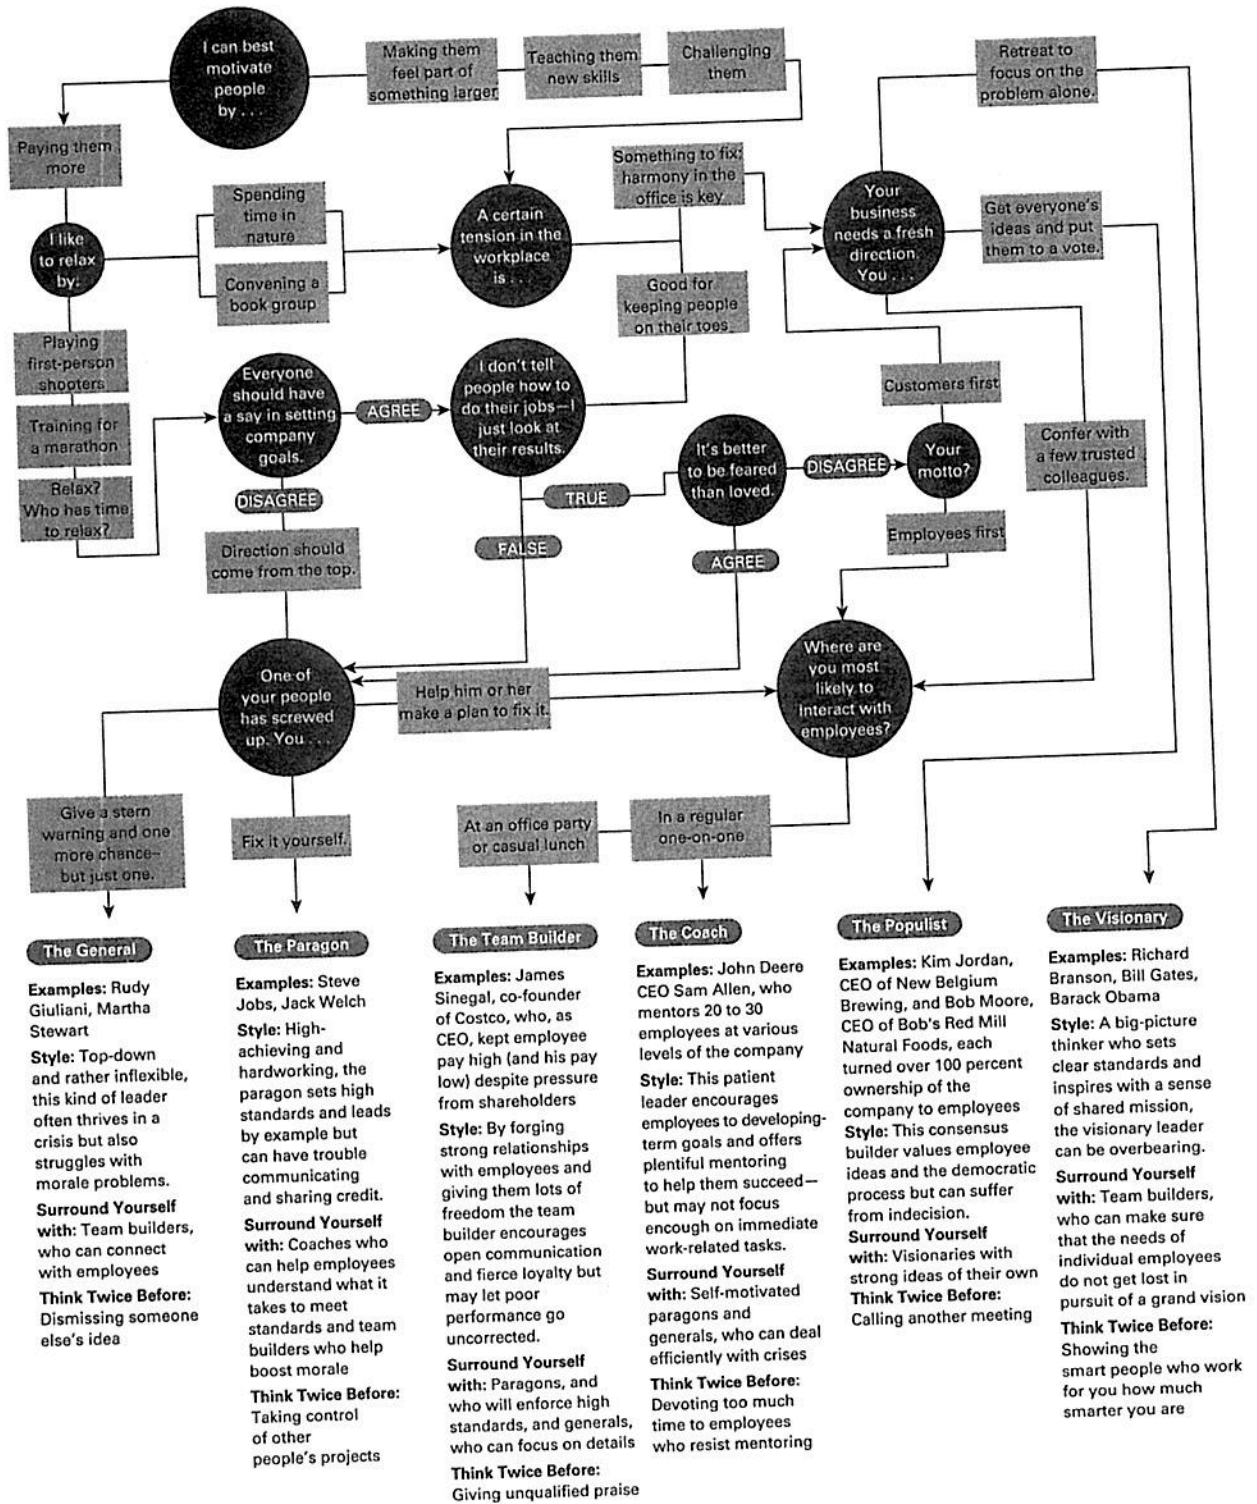 I can best
motivate
people
by . . .
Making them
feel part of
something larger
Teaching them
new skills
Challenging
them
Retreat to
focus on the
problem alone.
Paying them
more
I like
to relax
by:
Spending
time in
nature
Convening a
book group
A certain
tension in the
workplace
is . . .
Something to fix;
harmony in the
office is key
Good for
keeping people
on their toes
Your
business
needs a fresh
direction.
You . . .
Get everyone's
ideas and put
them to a vote.
Playing
first-person
shooters
Training for
a marathon
Relax?
Who has time
to relax?
Everyone
should have
a say in setting
company
goals.
AGREE
DISAGREE
Direction should
come from the top.
I don't tell
people how to
do their jobs—I
just look at
their results.
TRUE
FALSE
It's better
to be feared
than loved.
DISAGREE
AGREE
Customers first
Your
motto?
Employees first
Confer with
a few trusted
colleagues.
One of
your people
has screwed
up. You . . .
Help him or her
make a plan to fix it.
Where are
you most
likely to
interact with
employees?
Give a stern
warning and one
more chance—
but just one.
Fix it yourself.
At an office party
or casual lunch
In a regular
one-on-one
The General
Examples: Rudy
Giuliani, Martha
Stewart
Style: Top-down
and rather inflexible,
this kind of leader
often thrives in a
crisis but also
struggles with
morale problems.
Surround Yourself
with: Team builders,
who can connect
with employees
Think Twice Before:
Dismissing someone
else's idea
The Paragon
Examples: Steve
Jobs, Jack Welch
Style: High-
achieving and
hardworking, the
paragon sets high
standards and leads
by example but
can have trouble
communicating
and sharing credit.
Surround Yourself
with: Coaches who
can help employees
understand what it
takes to meet
standards and team
builders who help
boost morale
Think Twice Before:
Taking control
of other
people's projects
The Team Builder
Examples: James
Sinegal, co-founder
of Costco, who, as
CEO, kept employee
pay high (and his pay
low) despite pressure
from shareholders
Style: By forging
strong relationships
with employees and
giving them lots of
freedom the team
builder encourages
open communication
and fierce loyalty but
may let poor
performance go
uncorrected.
Surround Yourself
with: Paragons, and
who will enforce high
standards, and generals,
who can focus on details
Think Twice Before:
Giving unqualified praise
The Coach
Examples: John Deere
CEO Sam Allen, who
mentors 20 to 30
employees at various
levels of the company
Style: This patient
leader encourages
employees to developing-
term goals and offers
plentiful mentoring
to help them succeed—
but may not focus
encough on immediate
work-related tasks.
Surround Yourself
with: Self-motivated
paragons and
generals, who can deal
efficiently with crises
Think Twice Before:
Devoting too much
time to employees
who resist mentoring
The Populist
Examples: Kim Jordan,
CEO of New Belgium
Brewing, and Bob Moore,
CEO of Bob's Red Mill
Natural Foods, each
turned over 100 percent
ownership of the
company to employees
Style: This consensus
builder values employee
ideas and the democratic
process but can suffer
from indecision.
Surround Yourself
with: Visionaries with
strong ideas of their own
Think Twice Before:
Calling another meeting
The Visionary
Examples: Richard
Branson, Bill Gates,
Barack Obama
Style: A big-picture
thinker who sets
clear standards and
inspires with a sense
of shared mission,
the visionary leader
can be overbearing.
Surround Yourself
with: Team builders,
who can make sure
that the needs of
individual employees
do not get lost in
pursuit of a grand vision
Think Twice Before:
Showing the
smart people who work
for you how much
smarter you are